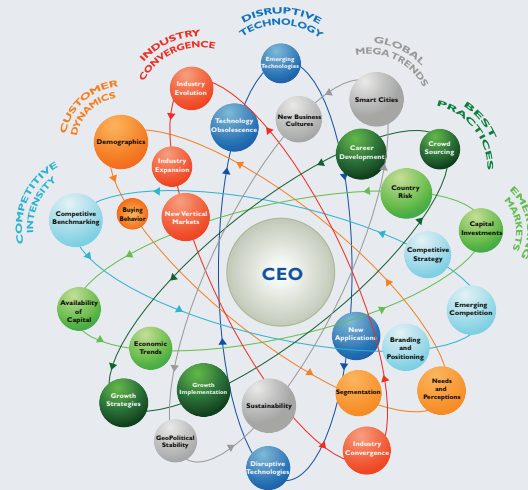 DISRUPTIVE
TECHNOLOGY
INDUSTRY
CONVERGENCE
GLOBAL
MEGATRENDS
CUSTOMER
DYNAMICS
BEST
PRACTICES
COMPETITIVE
INTENSITY
MARKETS
Emerging
Technologies
Industry
Evolution
Smart Cities
New Business
Cultures
Technology
Obsolescence
Demographics
Career
Development
Crowd
Sourcing
Industry
Expansion
Country
Risk
Competitive
Benchmarking
Buying
Behavior
New Vertical
Markets
Capital
Investments
Competitive
Strategy
CEO
Availability
of
Capital
Emerging
Competition
Economic
Trends
New
Applications
Branding
and
Positioning
Growth
Strategies
Growth
Implementation
Sustainability
Segmentation
Needs
and
Perceptions
GeoPolitical
Stability
Industry
Convergence
Disruptive
Technologies